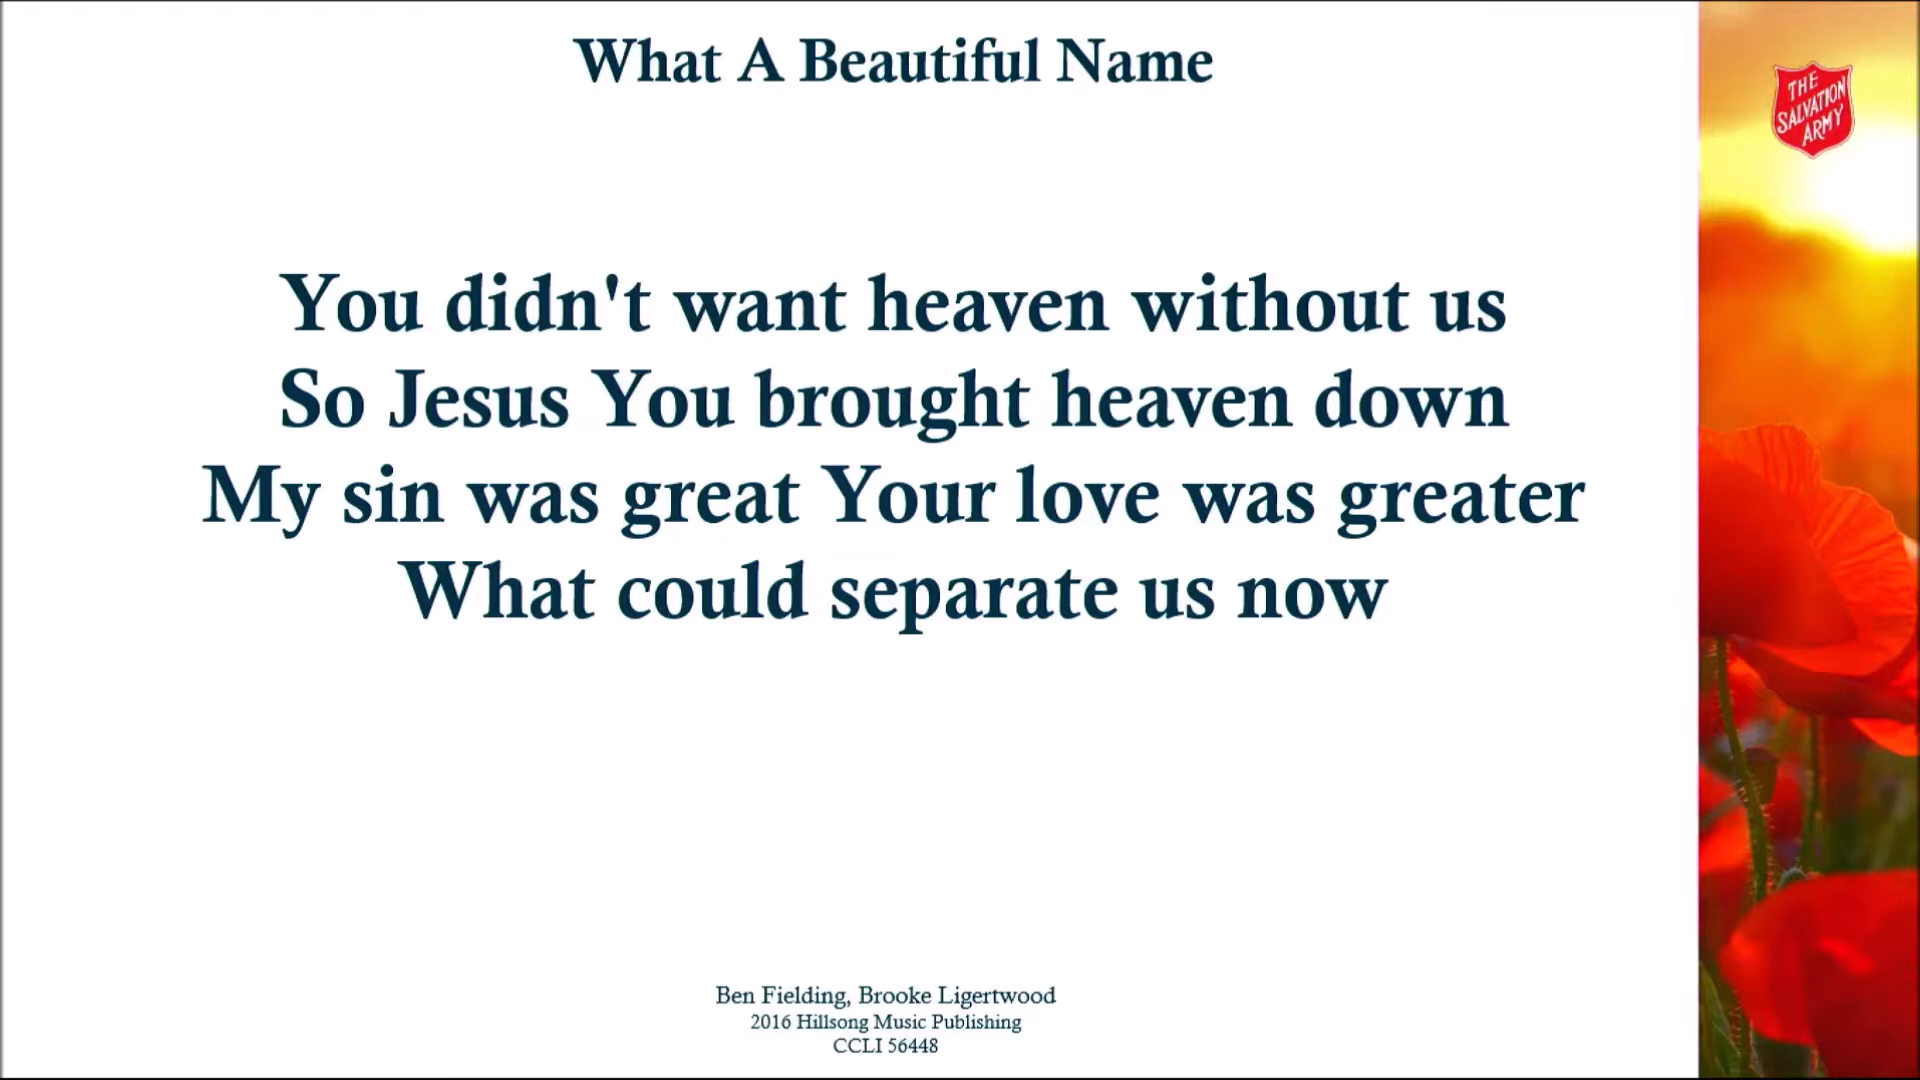 What A Beautiful Name
THE
SALVATION
ARMY
You didn't want heaven without us
So Jesus You brought heaven down
My sin was great Your love was greater
What could separate us now
Ben Fielding, Brooke Ligertwood
2016 Hillsong Music Publishing
CCLI 56448